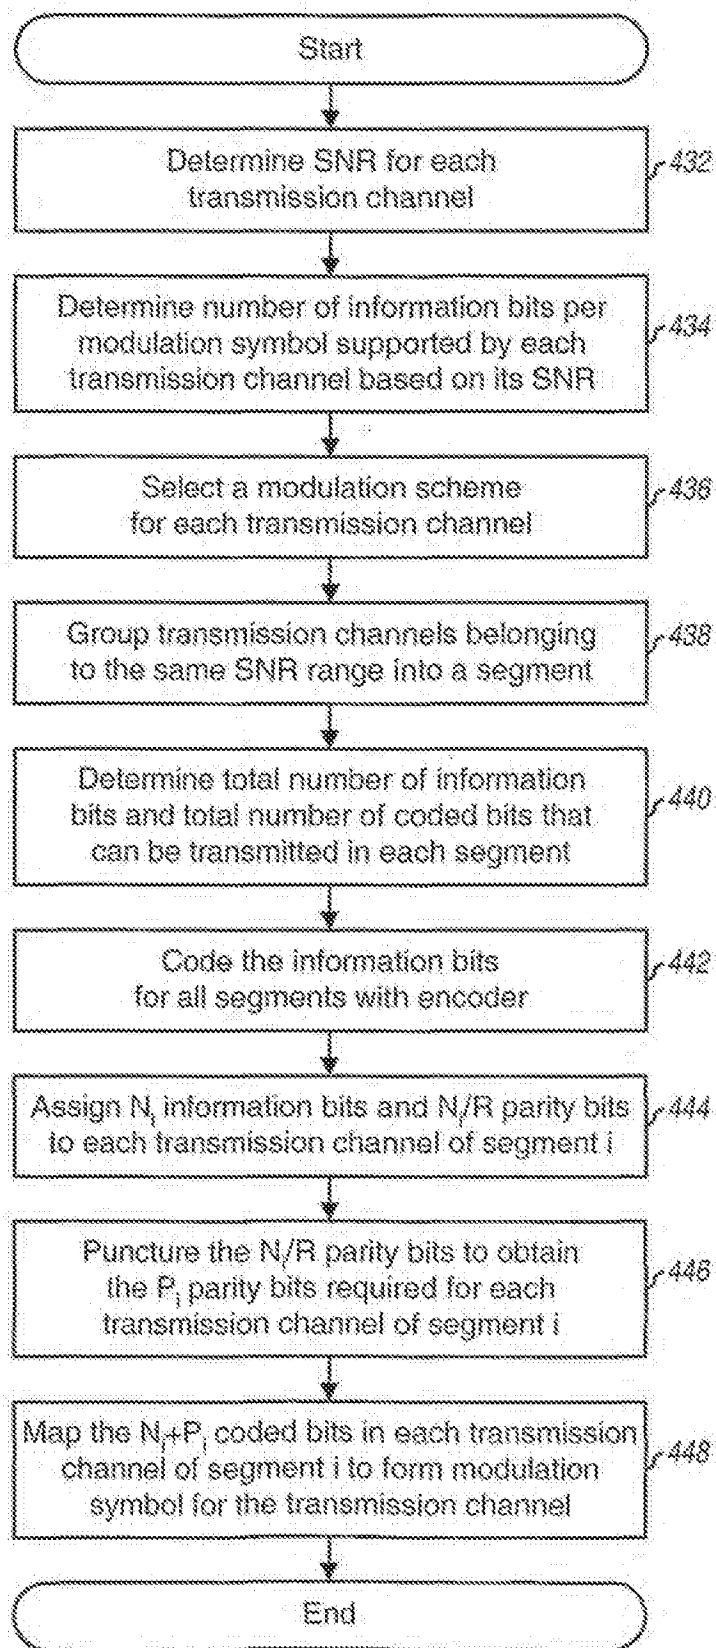 Start
Determine SNR for each
transmission channel
432
Determine number of information bits per
modulation symbol supported by each
transmission channel based on its SNR
434
Select a modulation scheme
for each transmission channel
436
Group transmission channels belonging
to the same SNR range into a segment
438
Determine total number of information
bits and total number of coded bits that
can be transmitted in each segment
440
Code the information bits
for all segments with encoder
442
Assign Nᵢ information bits and Nᵢ/R parity bits
to each transmission channel of segment i
444
Puncture the Nᵢ/R parity bits to obtain
the Pᵢ parity bits required for each
transmission channel of segment i
446
Map the Nᵢ+Pᵢ coded bits in each transmission
channel of segment i to form modulation
symbol for the transmission channel
448
End